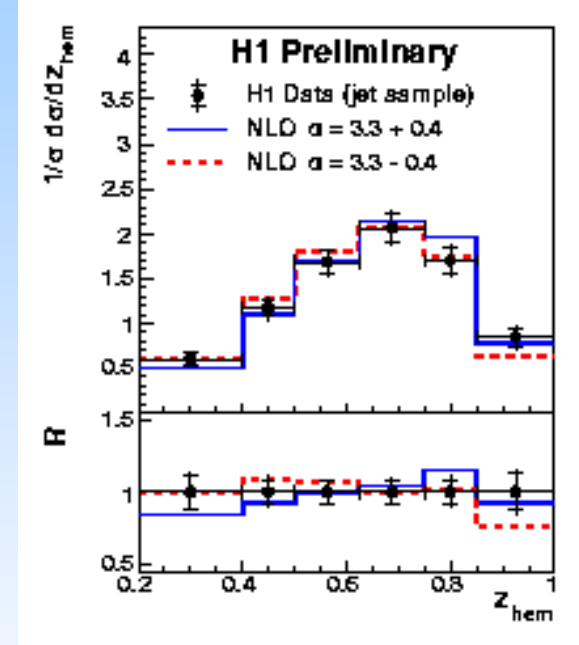 H1 Preliminary
H1 Data (jet sample)
NLO α = 3.3 + 0.4
NLO α = 3.3 - 0.4
1/σ dσ/dz_hem
4
3.5
3
2.5
2
1.5
1
0.5
R
1.5
1
0.5
0.2 0.4 0.6 0.8 1
z_hem